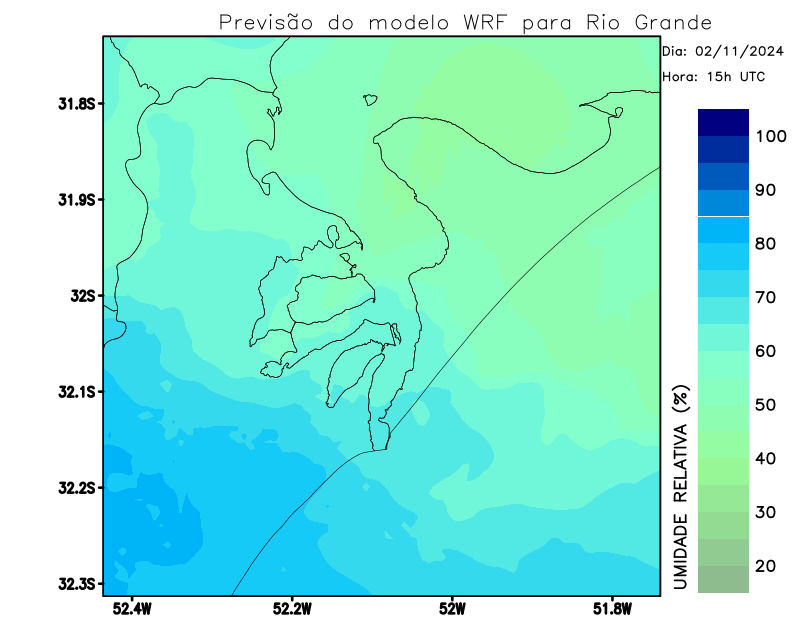 Previsão do modelo WRF para Rio Grande
Dia: 02/11/2024
Hora: 15h UTC
31.8S
31.9S
32S
32.1S
32.2S
32.3S
52.4W
52.2W
52W
51.8W
UMIDADE RELATIVA (%)
100
90
80
70
60
50
40
30
20